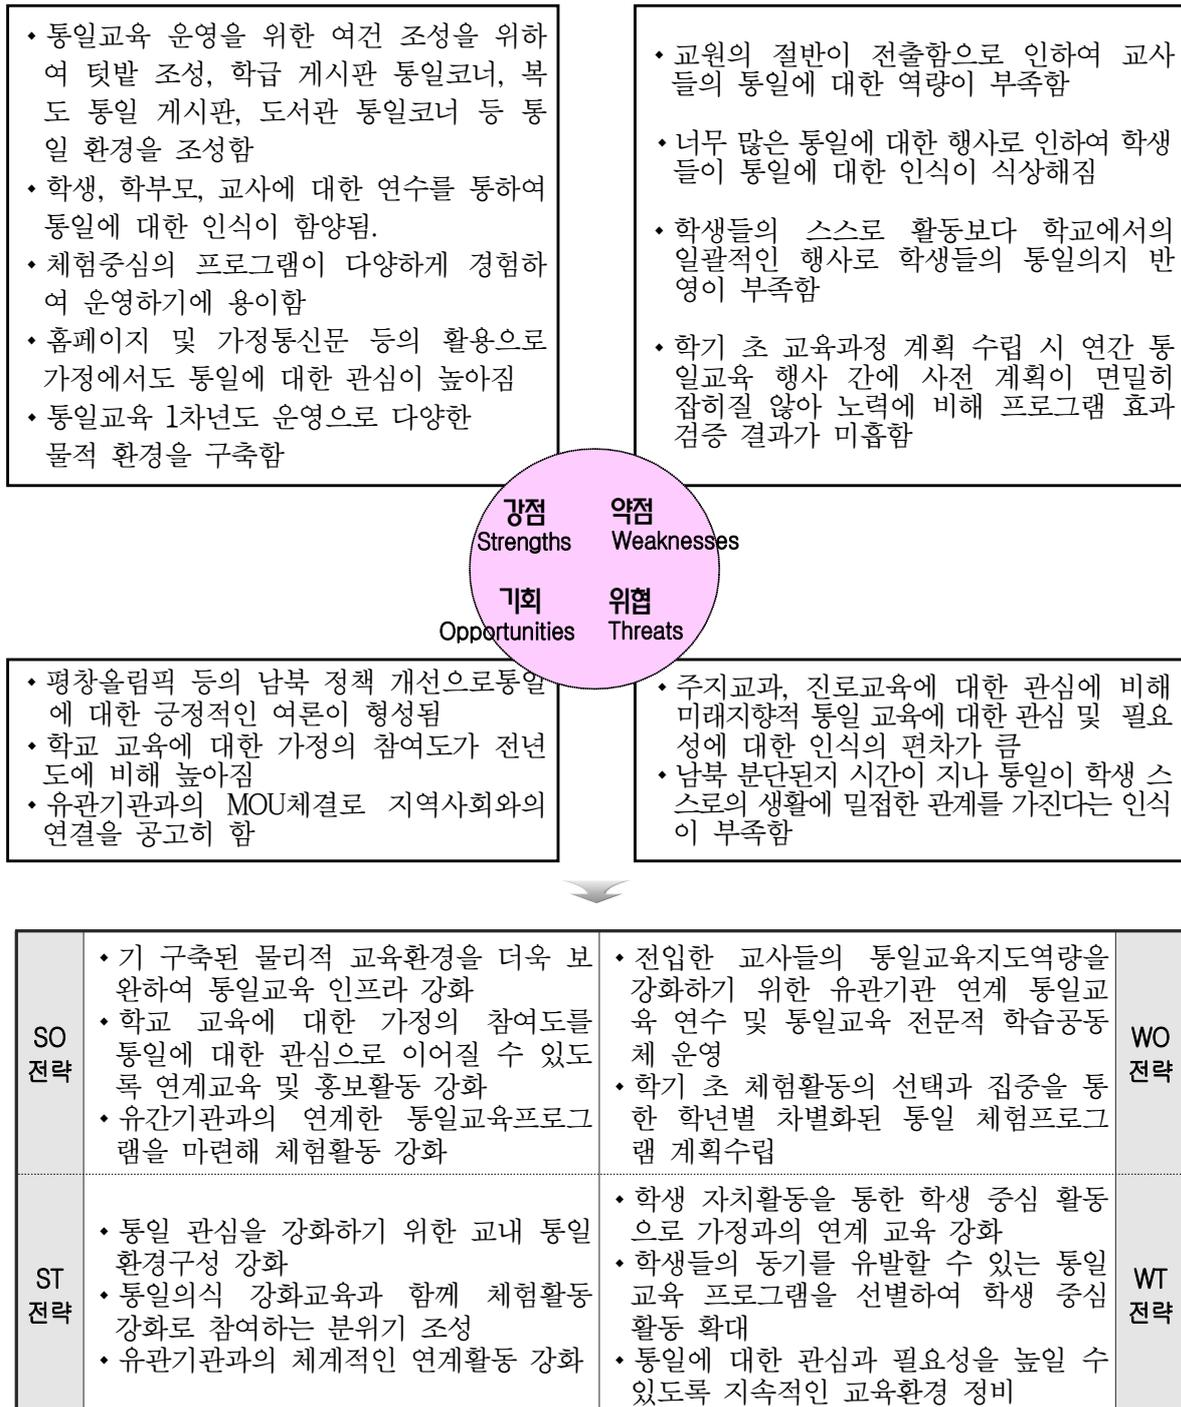 • 통일교육 운영을 위한 여건 조성을 위하
여 텃밭 조성, 학급 게시판 통일코너, 복
도 통일 게시판, 도서관 통일코너 등 통
일 환경을 조성함
• 학생, 학부모, 교사에 대한 연수를 통하여
통일에 대한 인식이 함양됨.
• 체험중심의 프로그램이 다양하게 경험하
여 운영하기에 용이함
• 홈페이지 및 가정통신문 등의 활용으로
가정에서도 통일에 대한 관심이 높아짐
• 통일교육 1차년도 운영으로 다양한
물적 환경을 구축함
• 교원의 절반이 전출함으로 인하여 교사
들의 통일에 대한 역량이 부족함
• 너무 많은 통일에 대한 행사로 인하여 학생
들이 통일에 대한 인식이 식상해짐
• 학생들의 스스로 활동보다 학교에서의
일괄적인 행사로 학생들의 통일의지 반
영이 부족함
• 학기 초 교육과정 계획 수립 시 연간 통
일교육 행사 간에 사전 계획이 면밀히
잡히질 않아 노력에 비해 프로그램 효과
검증 결과가 미흡함
강점
Strengths
약점
Weaknesses
기회
Opportunities
위협
Threats
• 평창올림픽 등의 남북 정책 개선으로통일
에 대한 긍정적인 여론이 형성됨
• 학교 교육에 대한 가정의 참여도가 전년
도에 비해 높아짐
• 유관기관과의 MOU체결로 지역사회와의
연결을 공고히 함
• 주지교과, 진로교육에 대한 관심에 비해
미래지향적 통일 교육에 대한 관심 및 필요
성에 대한 인식의 편차가 큼
• 남북 분단된지 시간이 지나 통일이 학생 스
스로의 생활에 밀접한 관계를 가진다는 인식
이 부족함
SO
전략
• 기 구축된 물리적 교육환경을 더욱 보
완하여 통일교육 인프라 강화
• 학교 교육에 대한 가정의 참여도를
통일에 대한 관심으로 이어질 수 있도
록 연계교육 및 홍보활동 강화
• 유간기관과의 연계한 통일교육프로그
램을 마련해 체험활동 강화
• 전입한 교사들의 통일교육지도역량을
강화하기 위한 유관기관 연계 통일교
육 연수 및 통일교육 전문적 학습공동
체 운영
• 학기 초 체험활동의 선택과 집중을 통
한 학년별 차별화된 통일 체험프로그
램 계획수립
WO
전략
ST
전략
• 통일 관심을 강화하기 위한 교내 통일
환경구성 강화
• 통일의식 강화교육과 함께 체험활동
강화로 참여하는 분위기 조성
• 유관기관과의 체계적인 연계활동 강화
• 학생 자치활동을 통한 학생 중심 활동
으로 가정과의 연계 교육 강화
• 학생들의 동기를 유발할 수 있는 통일
교육 프로그램을 선별하여 학생 중심
활동 확대
• 통일에 대한 관심과 필요성을 높일 수
있도록 지속적인 교육환경 정비
WT
전략